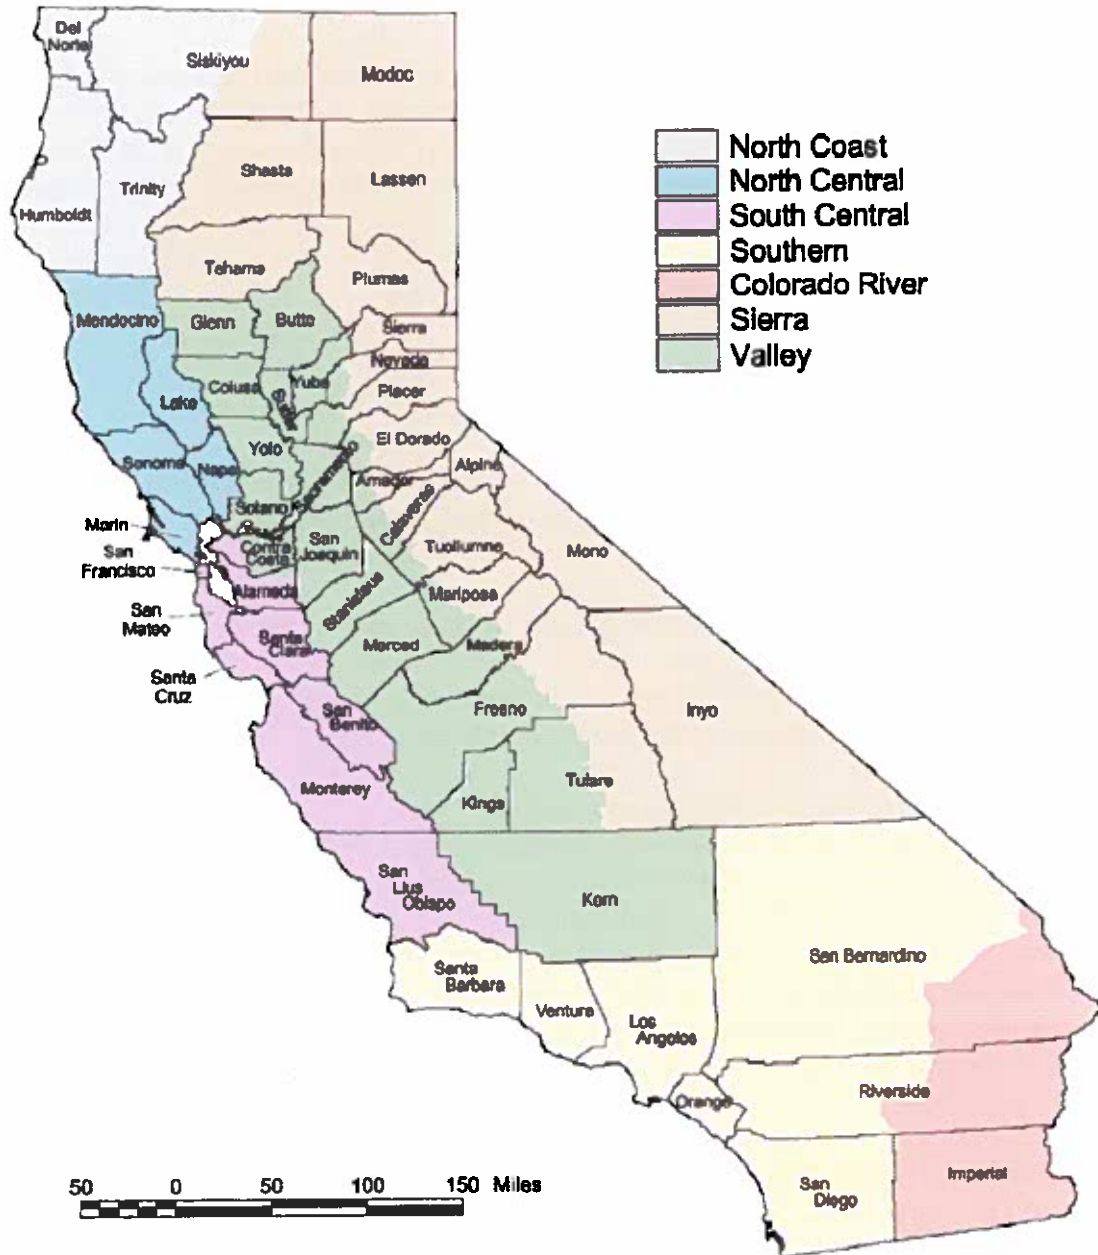 Del
Norte
Siskiyou
Modoc
Humboldt
Trinity
Shasta
Lassen
North Coast
North Central
South Central
Southern
Colorado River
Sierra
Valley
Tehama
Plumas
Mendocino
Glenn
Butte
Sierra
Nevada
Lake
Colusa
Sutter
Yuba
Placer
Sonoma
Napa
Yolo
Sacramento
El Dorado
Alpine
Marin
Solano
Amador
Calaveras
San
Francisco
Contra
Costa
San
Joaquin
Tuollumne
Mono
San
Mateo
Alameda
Stanislaus
Mariposa
Santa
Clara
Merced
Madera
Santa
Cruz
San
Benito
Fresno
Inyo
Monterey
Kings
Tulare
San
Lius
Obispo
Kern
San Bernardino
Santa
Barbara
Ventura
Los
Angolos
Orange
Riverside
San
Diego
Imperial
50 0 50 100 150 Miles